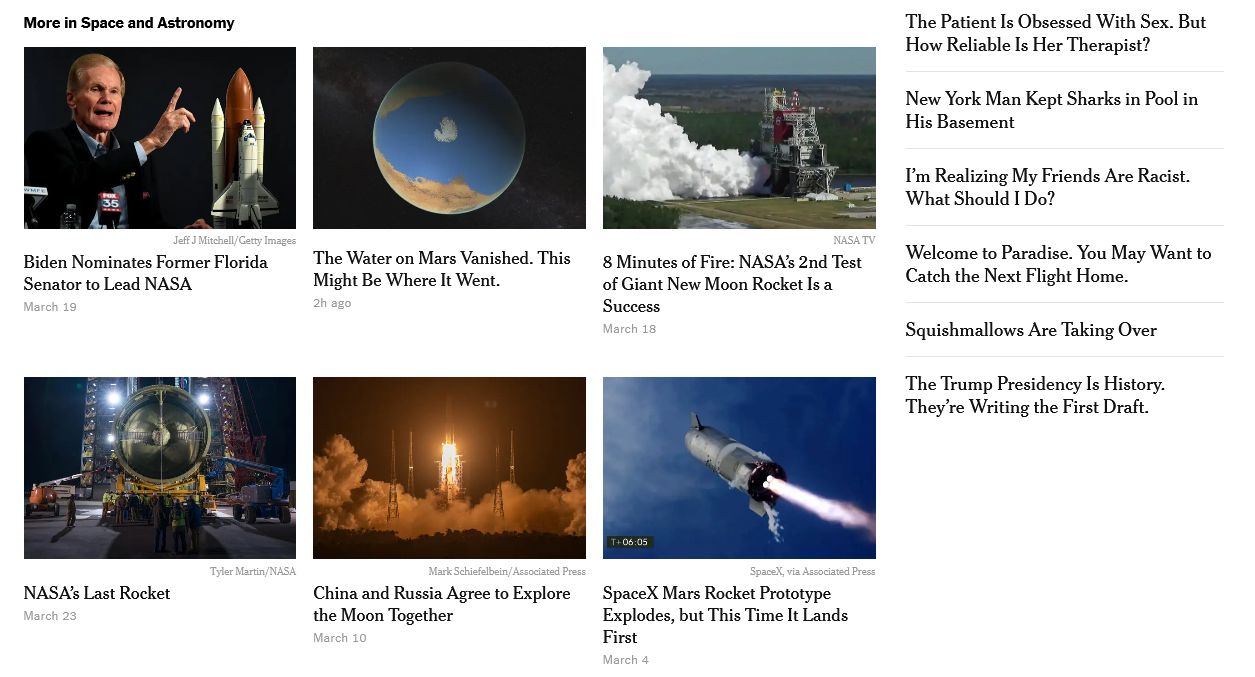 More in Space and Astronomy
WMFE
FOX
35
Jeff J Mitchell/Getty Images
Biden Nominates Former Florida
Senator to Lead NASA
March 19
The Water on Mars Vanished. This
Might Be Where It Went.
2h ago
NASA TV
8 Minutes of Fire: NASA's 2nd Test
of Giant New Moon Rocket Is a
Success
March 18
Tyler Martin/NASA
NASA's Last Rocket
March 23
Mark Schiefelbein/Associated Press
China and Russia Agree to Explore
the Moon Together
March 10
T+06:05
SpaceX, via Associated Press
SpaceX Mars Rocket Prototype
Explodes, but This Time It Lands
First
March 4
The Patient Is Obsessed With Sex. But
How Reliable Is Her Therapist?
New York Man Kept Sharks in Pool in
His Basement
I'm Realizing My Friends Are Racist.
What Should I Do?
Welcome to Paradise. You May Want to
Catch the Next Flight Home.
Squishmallows Are Taking Over
The Trump Presidency Is History.
They're Writing the First Draft.